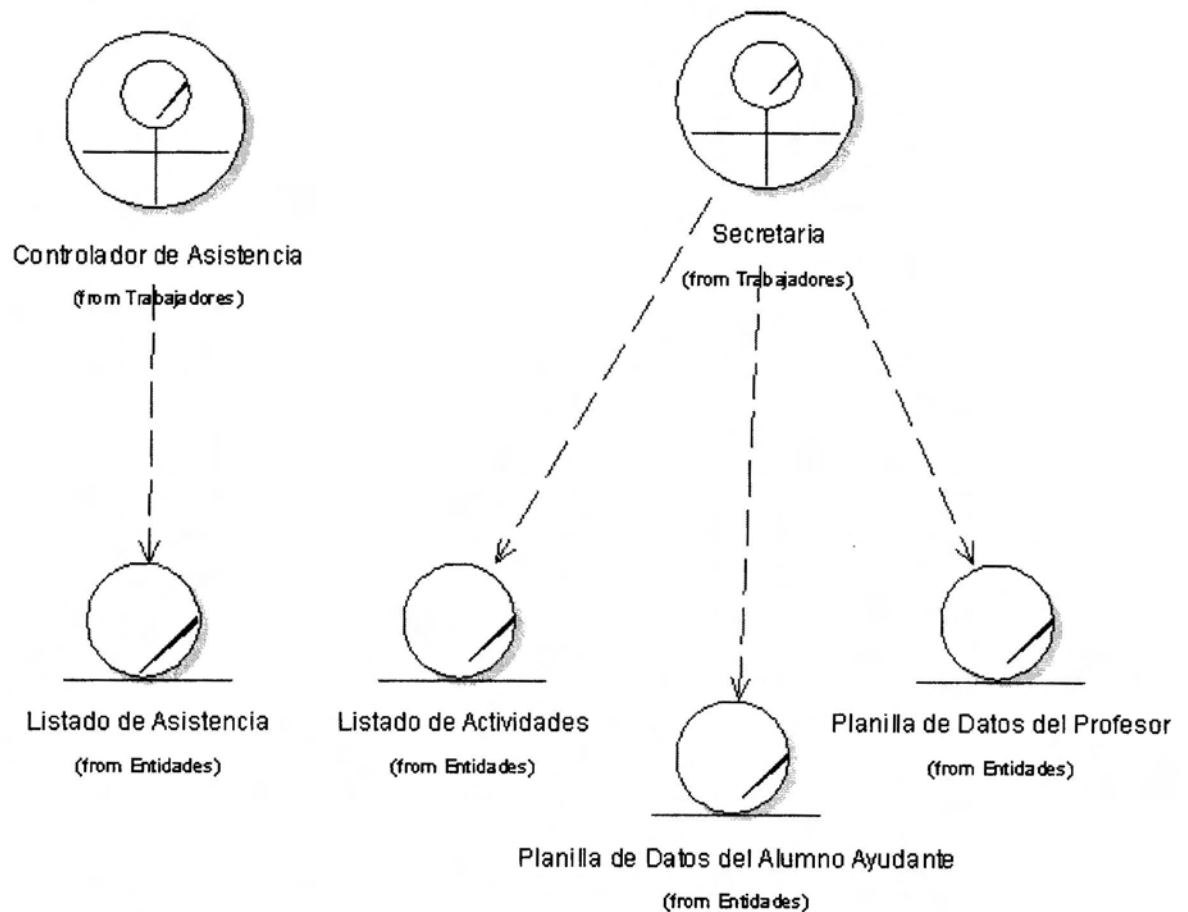 Controlador de Asistencia
(from Trabajadores)
Secretaria
(from Trabajadores)
Listado de Asistencia
(from Entidades)
Listado de Actividades
(from Entidades)
Planilla de Datos del Profesor
(from Entidades)
Planilla de Datos del Alumno Ayudante
(from Entidades)